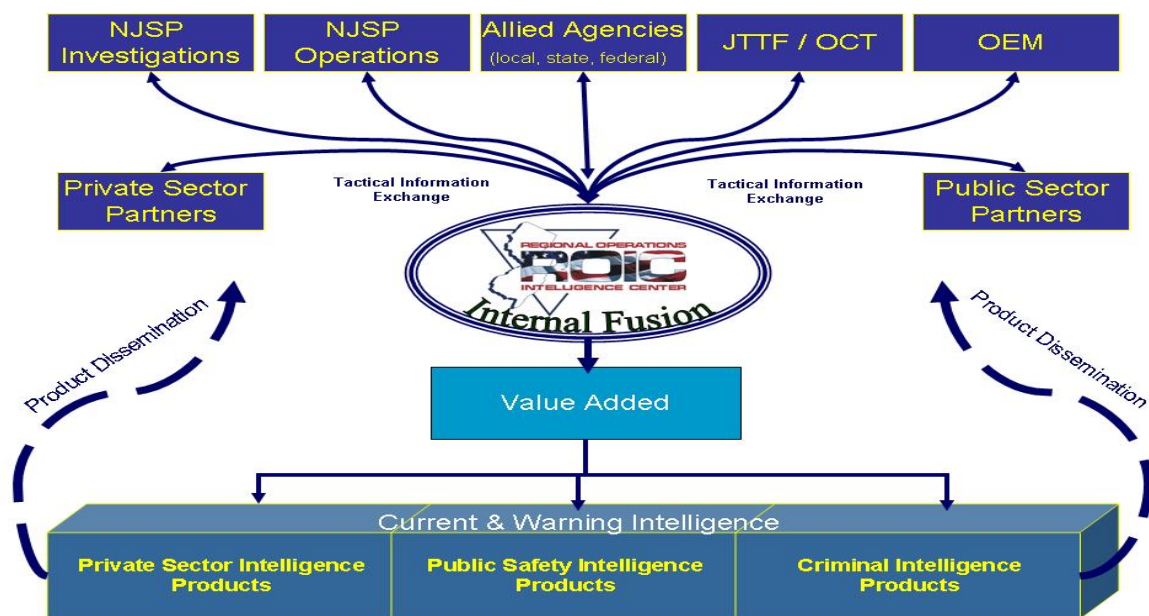 NJSP
Investigations
NJSP
Operations
Allied Agencies
(local, state, federal)
JTTF / OCT
OEM
Private Sector
Partners
Tactical Information
Exchange
Tactical Information
Exchange
Public Sector
Partners
REGIONAL OPERATIONS
ROIC
INTELLIGENCE CENTER
Internal Fusion
Product Dissemination
Product Dissemination
Value Added
Current & Warning Intelligence
Private Sector Intelligence
Products
Public Safety Intelligence
Products
Criminal Intelligence
Products